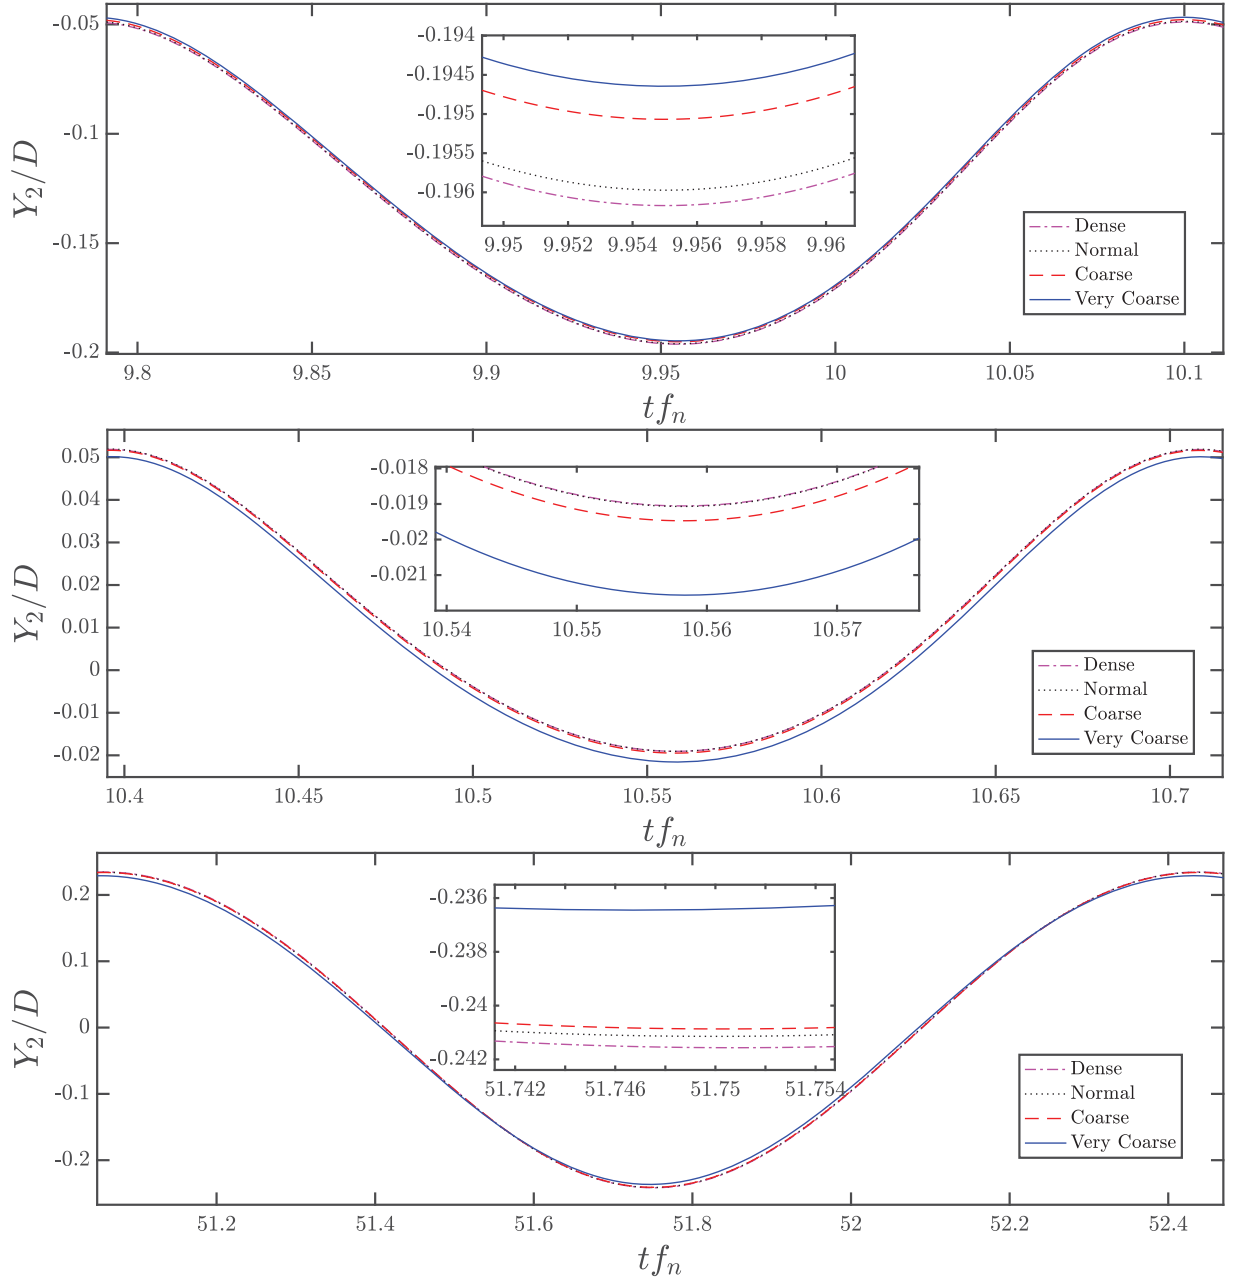 -0.05
-0.1
-0.15
-0.2
Y₂/D
-0.194
-0.1945
-0.195
-0.1955
-0.196
9.95 9.952 9.954 9.956 9.958 9.96
Dense
Normal
Coarse
Very Coarse
9.8 9.85 9.9 9.95 10 10.05 10.1
tfₙ
0.05
0.04
0.03
0.02
0.01
0
-0.01
-0.02
Y₂/D
-0.018
-0.019
-0.02
-0.021
10.54 10.55 10.56 10.57
Dense
Normal
Coarse
Very Coarse
10.4 10.45 10.5 10.55 10.6 10.65 10.7
tfₙ
0.2
0.1
0
-0.1
-0.2
Y₂/D
-0.236
-0.238
-0.24
-0.242
51.742 51.746 51.75 51.754
Dense
Normal
Coarse
Very Coarse
51.2 51.4 51.6 51.8 52 52.2 52.4
tfₙ